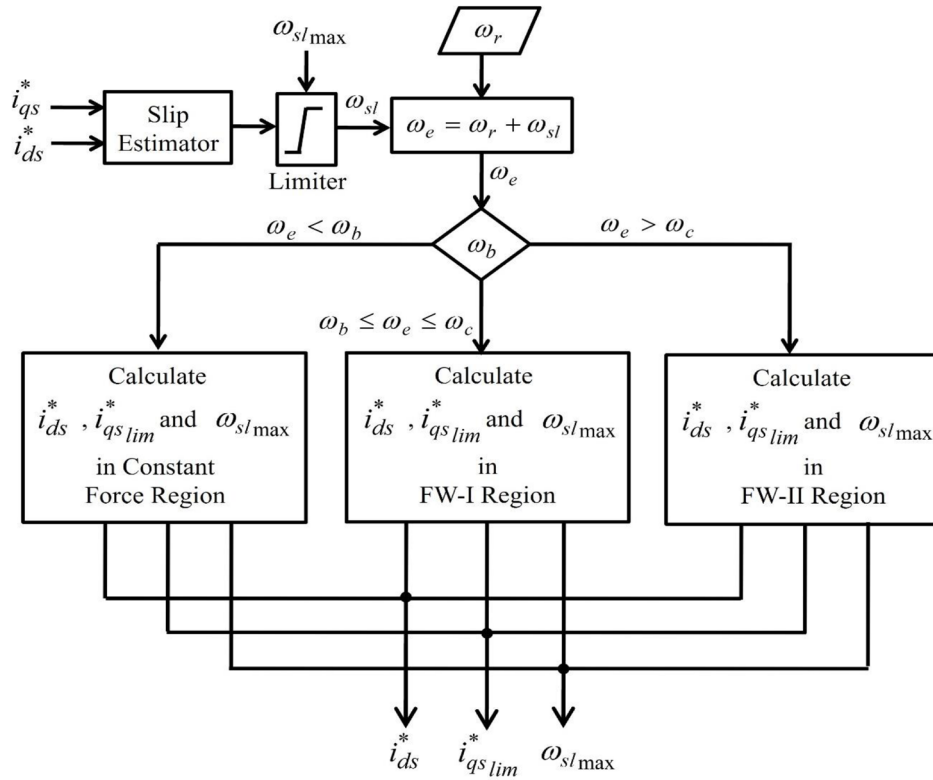 ω_sl max
ω_r
i*_qs
i*_ds
Slip
Estimator
ω_sl
Limiter
ω_e = ω_r + ω_sl
ω_e
ω_e < ω_b
ω_b
ω_e > ω_c
ω_b ≤ ω_e ≤ ω_c
Calculate
i*_ds , i*_qs lim and ω_sl max
in Constant
Force Region
Calculate
i*_ds , i*_qs lim and ω_sl max
in
FW-I Region
Calculate
i*_ds , i*_qs lim and ω_sl max
in
FW-II Region
i*_ds
i*_qs lim
ω_sl max